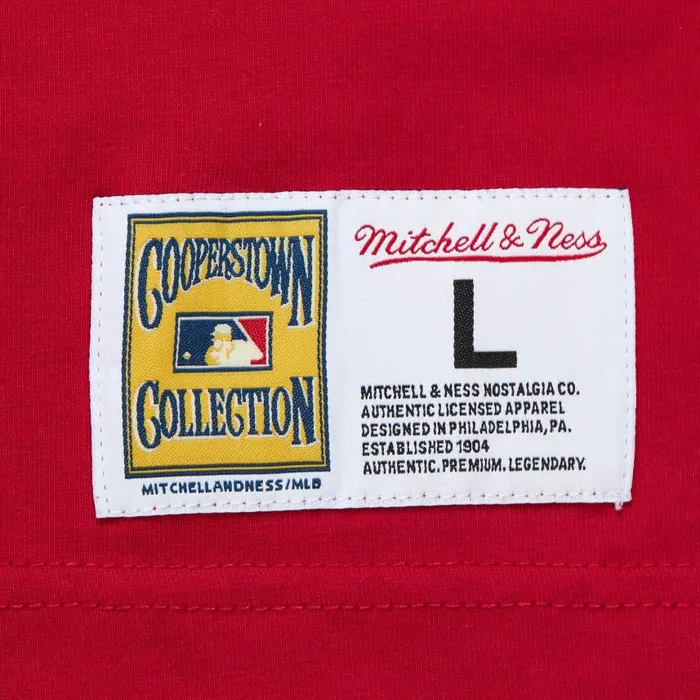 COOPERSTOWN
COLLECTION
MITCHELLANDNESS/MLB
Mitchell & Ness
L
MITCHELL & NESS NOSTALGIA CO.
AUTHENTIC LICENSED APPAREL
DESIGNED IN PHILADELPHIA, PA.
ESTABLISHED 1904
AUTHENTIC. PREMIUM. LEGENDARY.